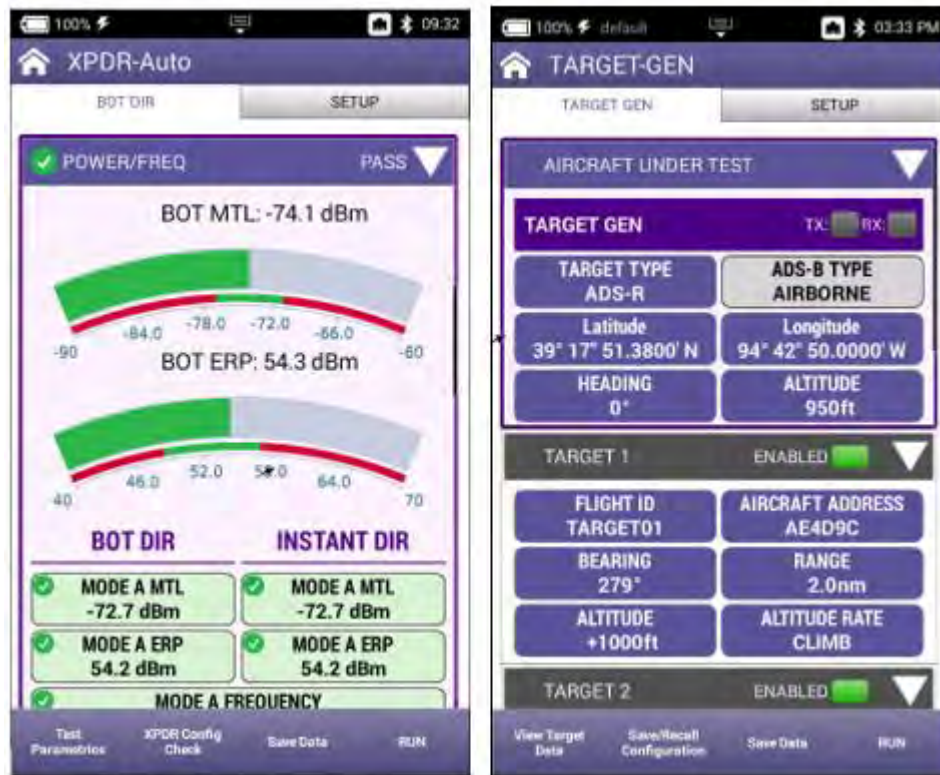 100%
09:32
XPDR-Auto
BOT DIR
SETUP
POWER/FREQ
PASS
BOT MTL: -74.1 dBm
-90
-84.0
-78.0
-72.0
-66.0
-60
BOT ERP: 54.3 dBm
40
46.0
52.0
58.0
64.0
70
BOT DIR
INSTANT DIR
MODE A MTL
-72.7 dBm
MODE A MTL
-72.7 dBm
MODE A ERP
54.2 dBm
MODE A ERP
54.2 dBm
MODE A FREQUENCY
Test
Parametrics
XPDR Config
Check
Save Data
RUN
100%
default
03:33 PM
TARGET-GEN
TARGET GEN
SETUP
AIRCRAFT UNDER TEST
TARGET GEN
TX:
RX:
TARGET TYPE
ADS-R
ADS-B TYPE
AIRBORNE
Latitude
39° 17" 51.3800' N
Longitude
94° 42" 50.0000' W
HEADING
0°
ALTITUDE
950ft
TARGET 1
ENABLED
FLIGHT ID
TARGET01
AIRCRAFT ADDRESS
AE4D9C
BEARING
279°
RANGE
2.0nm
ALTITUDE
+1000ft
ALTITUDE RATE
CLIMB
TARGET 2
ENABLED
View Target
Data
Save/Recall
Configuration
Save Data
RUN